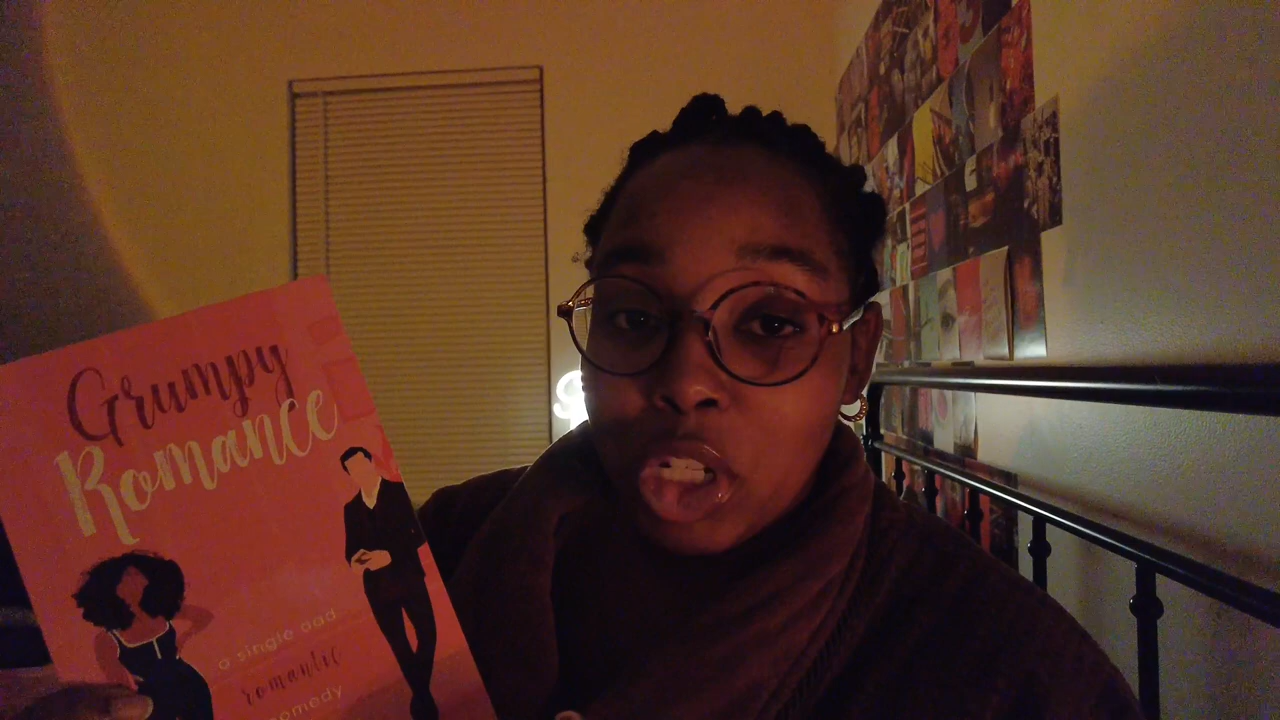 Grumpy
Romance
a single dad
romantic
comedy